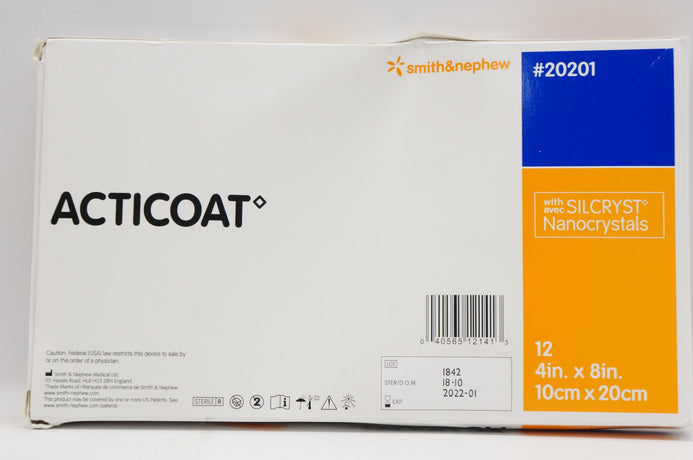 smith&nephew
#20201
ACTICOAT◊
with
avec SILCRYST◊
Nanocrystals
0 40565 12141 3
12
4in. x 8in.
10cm x 20cm
Caution: Federal (USA) law restricts this device to sale by
or on the order of a physician.
Smith & Nephew Medical Ltd.
101 Hessle Road, Hull HU3 2BN England
◊Trade Marks of / Marques de commerce de Smith & Nephew
www.smith-nephew.com
This product may be covered by one or more US Patents. See
www.smith-nephew.com/patents
STERILE R
2
LOT 1842
STER/D.O.M. 18-10
EXP. 2022-01